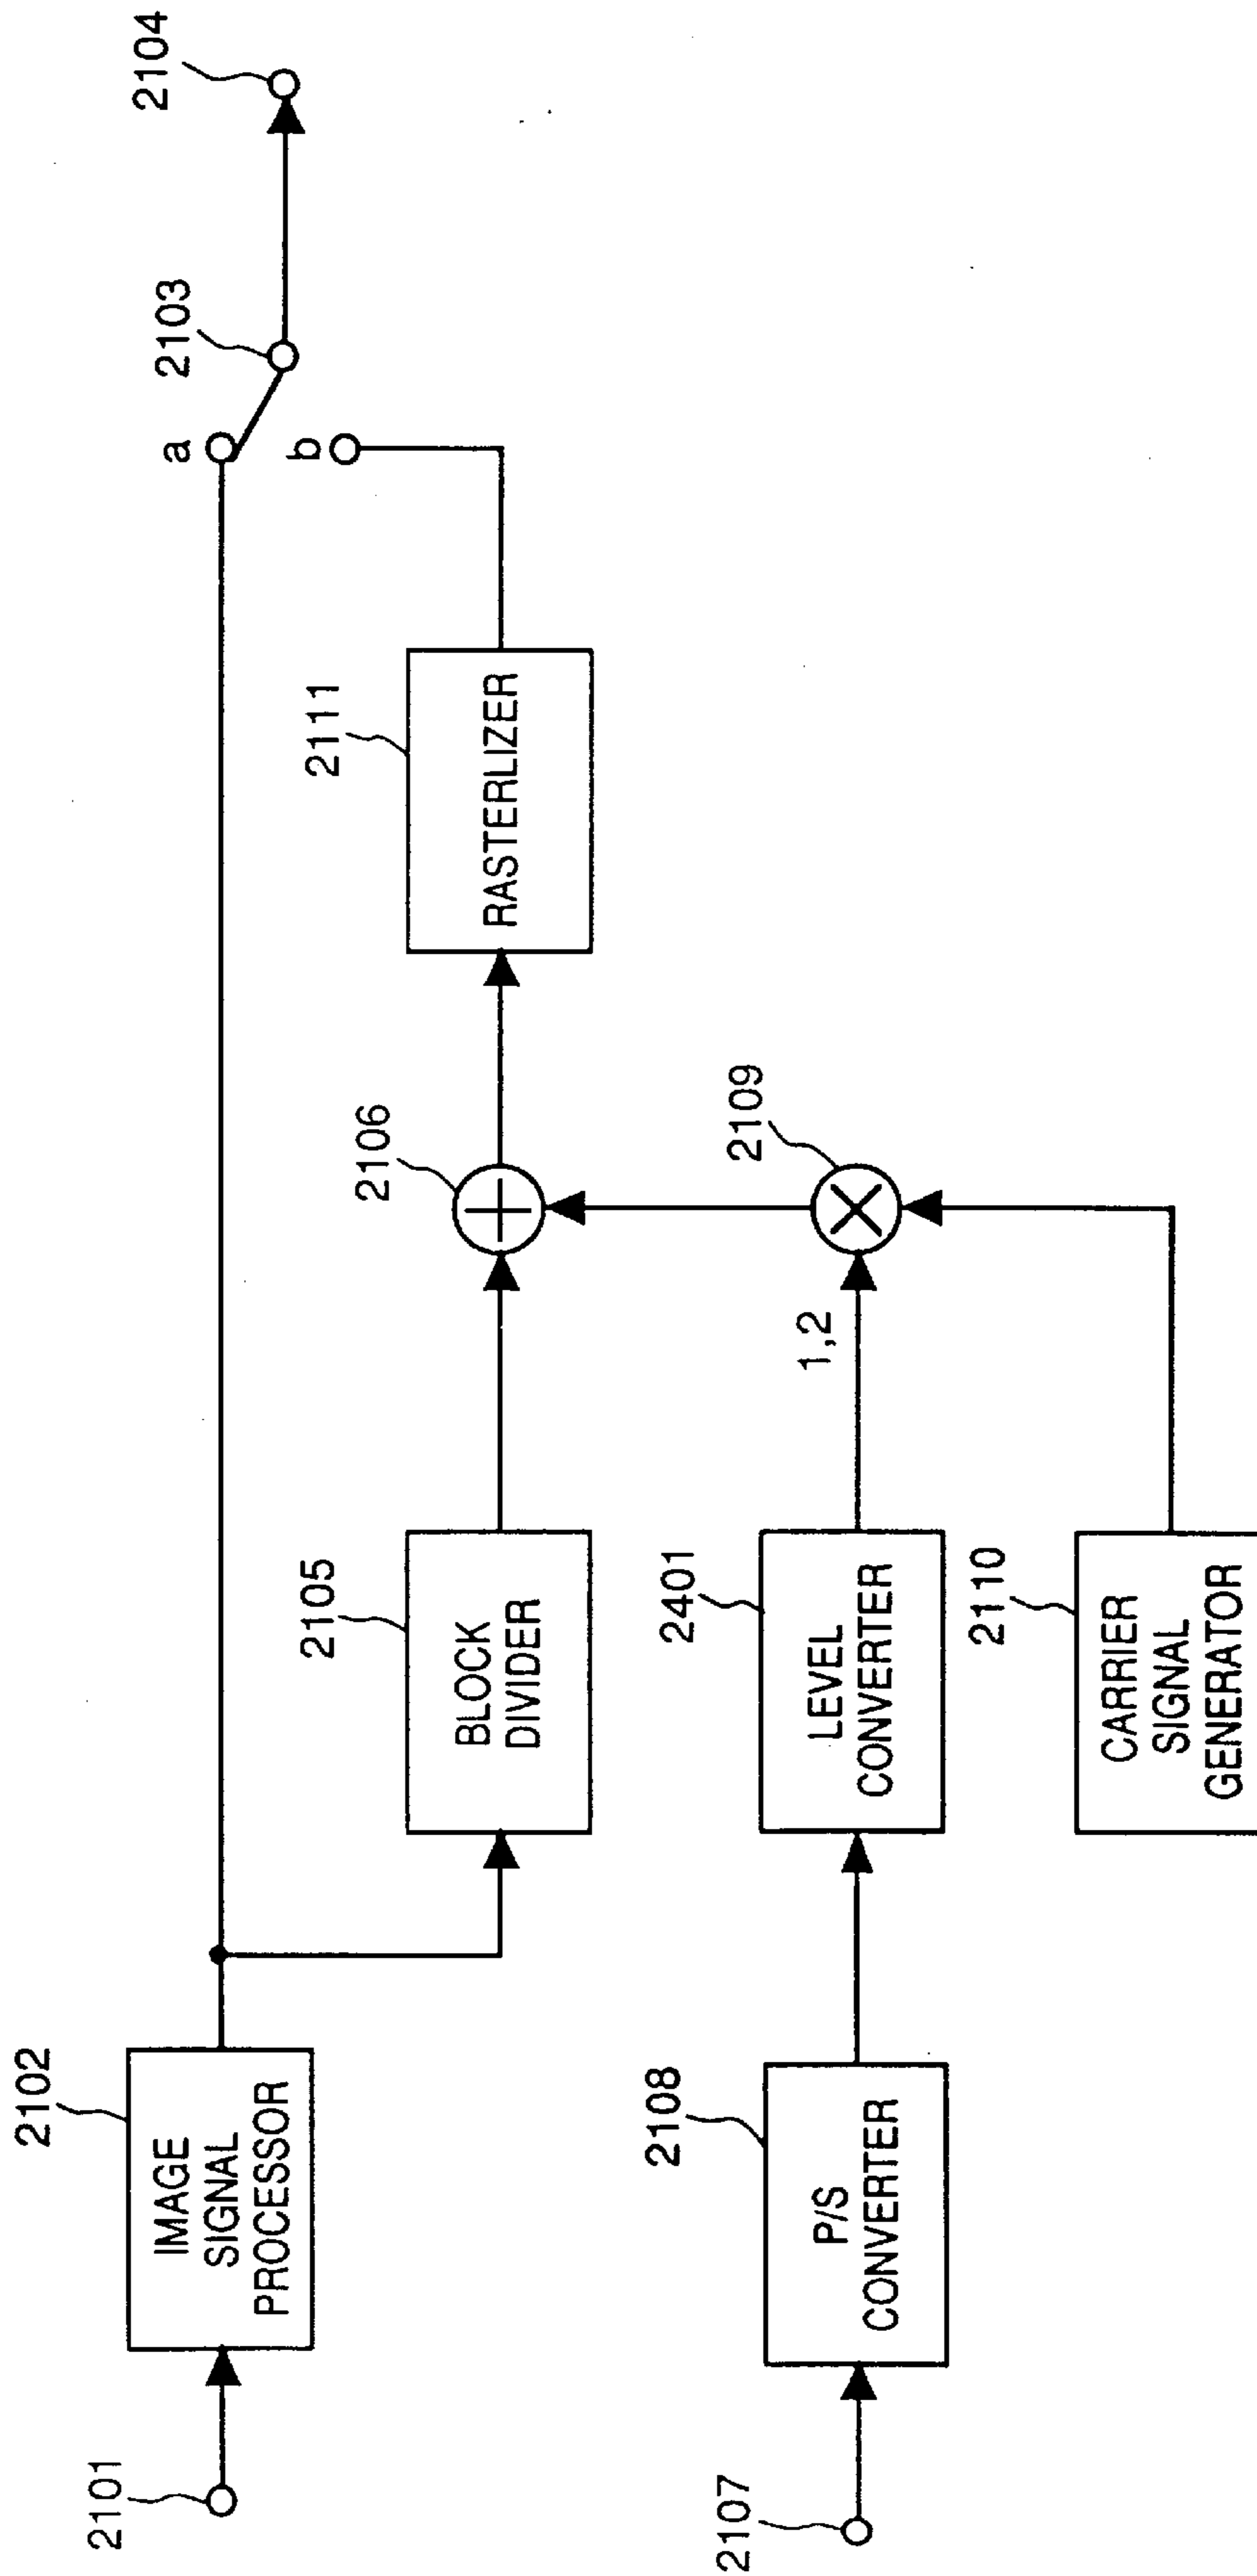 2101
IMAGE
SIGNAL
PROCESSOR
2102
a
b
2103
2104
BLOCK
DIVIDER
2105
2106
RASTERLIZER
2111
2107
P/S
CONVERTER
2108
LEVEL
CONVERTER
2401
1,2
2109
CARRIER
SIGNAL
GENERATOR
2110